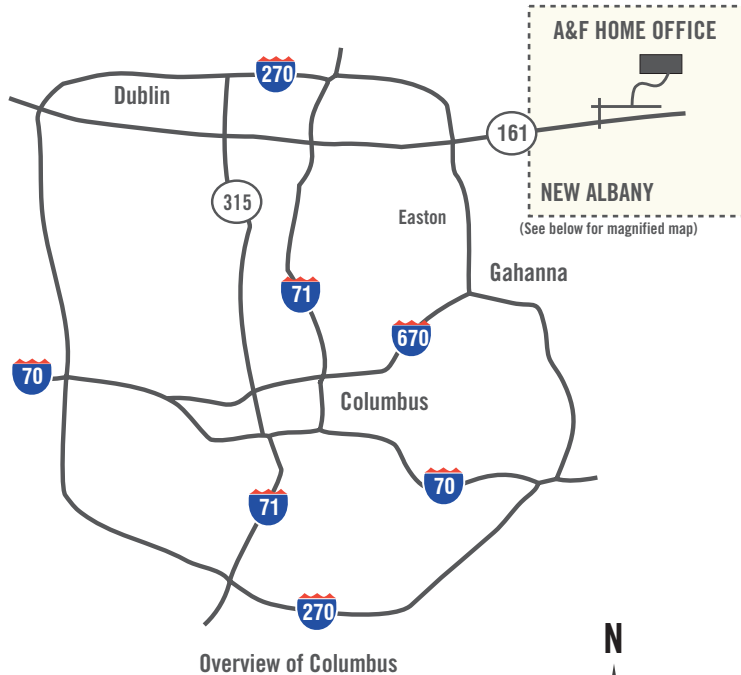 A&F HOME OFFICE
270
Dublin
161
315
NEW ALBANY
Easton
(See below for magnified map)
Gahanna
71
670
70
Columbus
70
71
270
N
Overview of Columbus